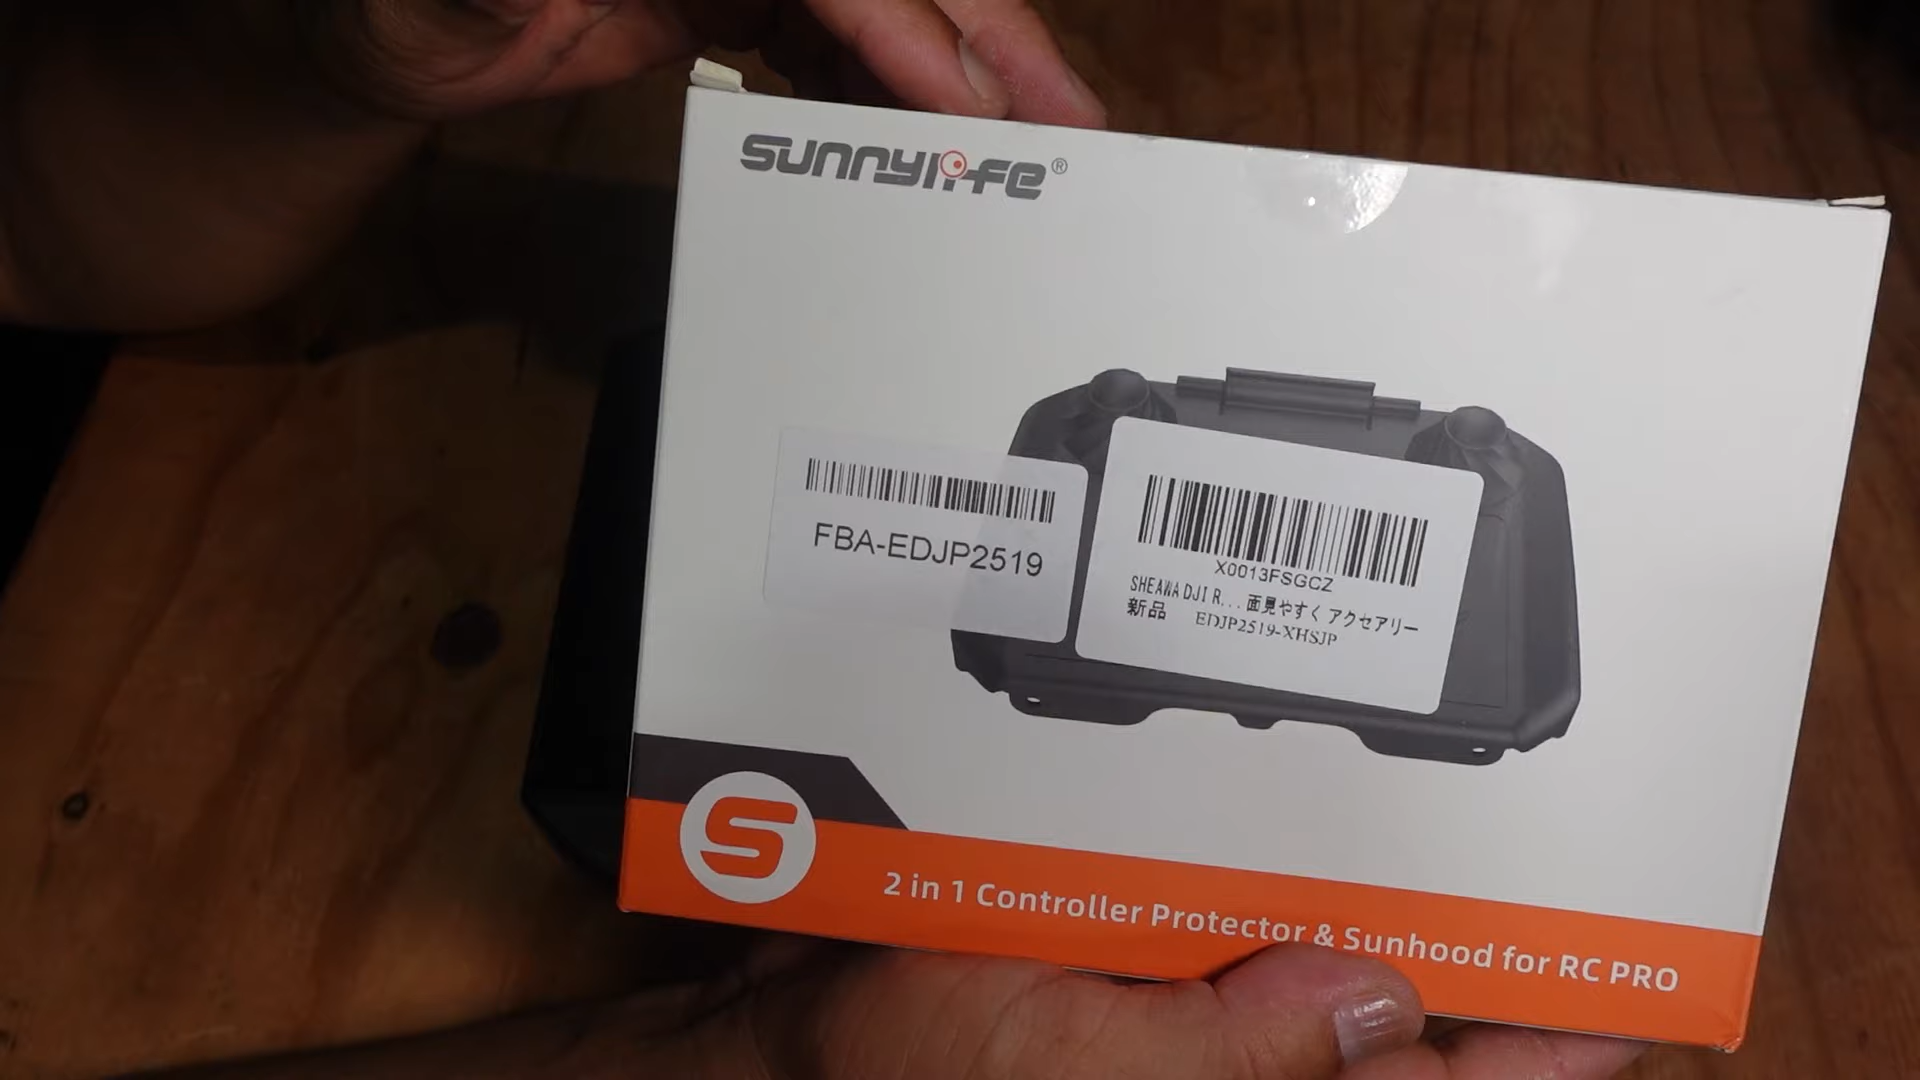 sunnylife®
FBA-EDJP2519
X0013FSGCZ
SHEAWA DJI R... 面見やすく アクセアリー
新品 EDJP2519-XHSJP
S
2 in 1 Controller Protector & Sunhood for RC PRO